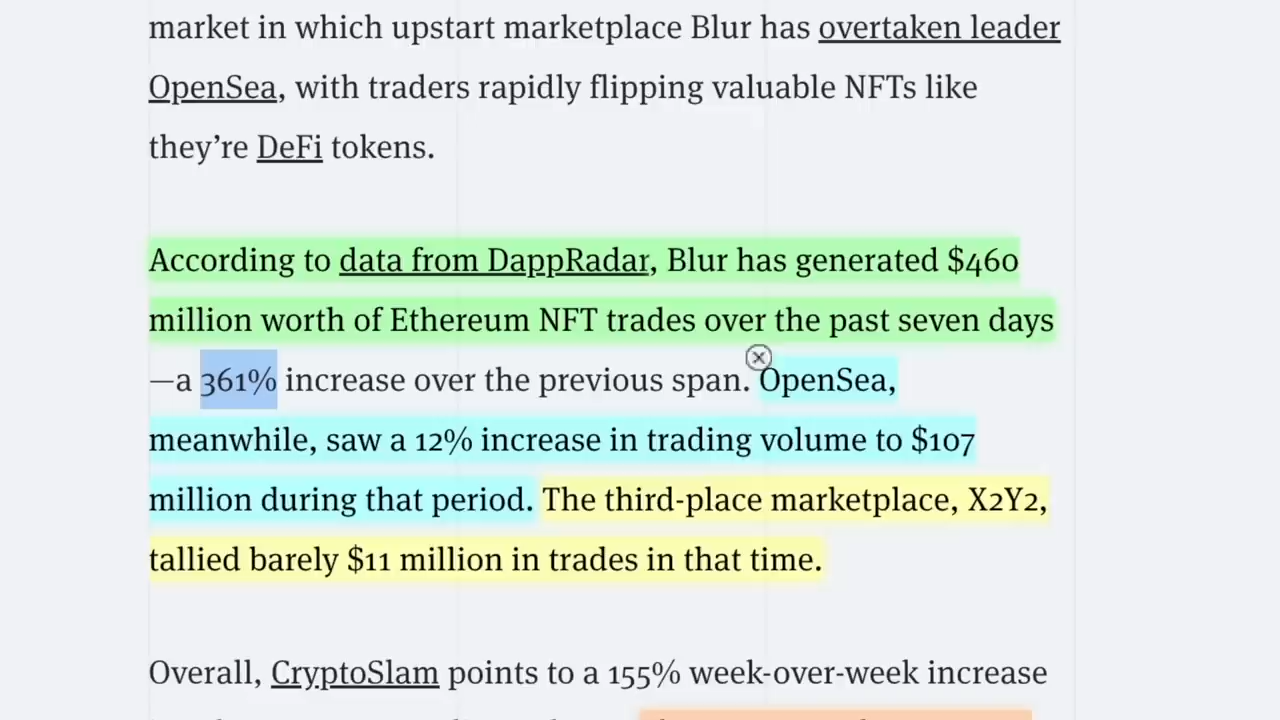 market in which upstart marketplace Blur has overtaken leader
OpenSea, with traders rapidly flipping valuable NFTs like
they’re DeFi tokens.
According to data from DappRadar, Blur has generated $460
million worth of Ethereum NFT trades over the past seven days
—a 361% increase over the previous span. OpenSea,
meanwhile, saw a 12% increase in trading volume to $107
million during that period. The third-place marketplace, X2Y2,
tallied barely $11 million in trades in that time.
Overall, CryptoSlam points to a 155% week-over-week increase